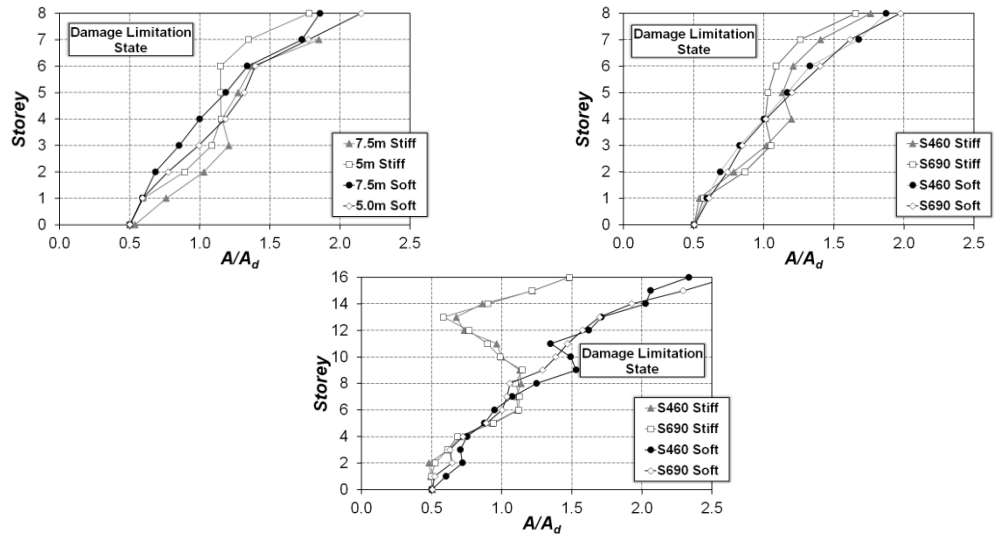 8
7
6
5
4
3
2
1
0
Storey
Damage Limitation
State
7.5m Stiff
5m Stiff
7.5m Soft
5.0m Soft
0.0 0.5 1.0 1.5 2.0 2.5
A/Ad
8
7
6
5
4
3
2
1
0
Storey
Damage Limitation
State
S460 Stiff
S690 Stiff
S460 Soft
S690 Soft
0.0 0.5 1.0 1.5 2.0 2.5
A/Ad
16
14
12
10
8
6
4
2
0
Storey
Damage Limitation
State
S460 Stiff
S690 Stiff
S460 Soft
S690 Soft
0.0 0.5 1.0 1.5 2.0 2.5
A/Ad